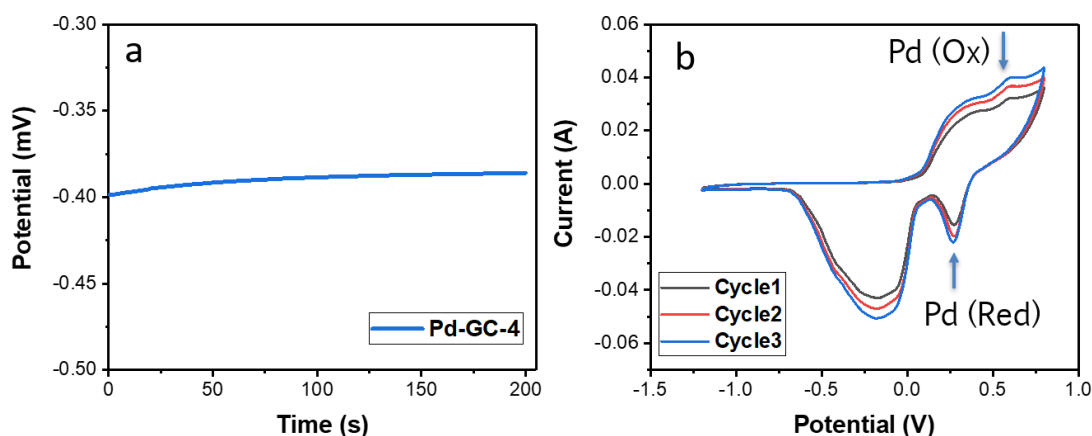 a
-0.30
-0.35
-0.40
-0.45
-0.50
Potential (mV)
Pd-GC-4
0
50
100
150
200
Time (s)
b
0.06
0.04
0.02
0.00
-0.02
-0.04
-0.06
Current (A)
Pd (Ox)
Pd (Red)
Cycle1
Cycle2
Cycle3
-1.5
-1.0
-0.5
0.0
0.5
1.0
Potential (V)